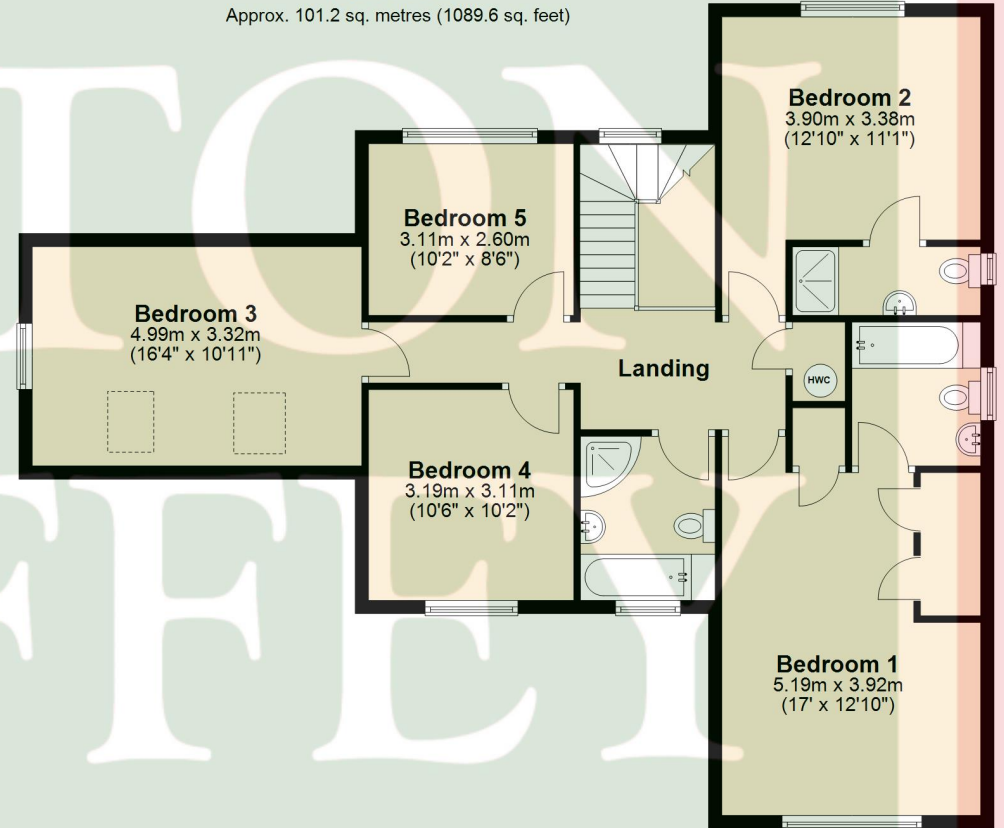 Approx. 101.2 sq. metres (1089.6 sq. feet)
Bedroom 2
3.90m x 3.38m
(12'10" x 11'1")
Bedroom 5
3.11m x 2.60m
(10'2" x 8'6")
Bedroom 3
4.99m x 3.32m
(16'4" x 10'11")
Landing
HWC
Bedroom 4
3.19m x 3.11m
(10'6" x 10'2")
Bedroom 1
5.19m x 3.92m
(17' x 12'10")
TON
FFEY